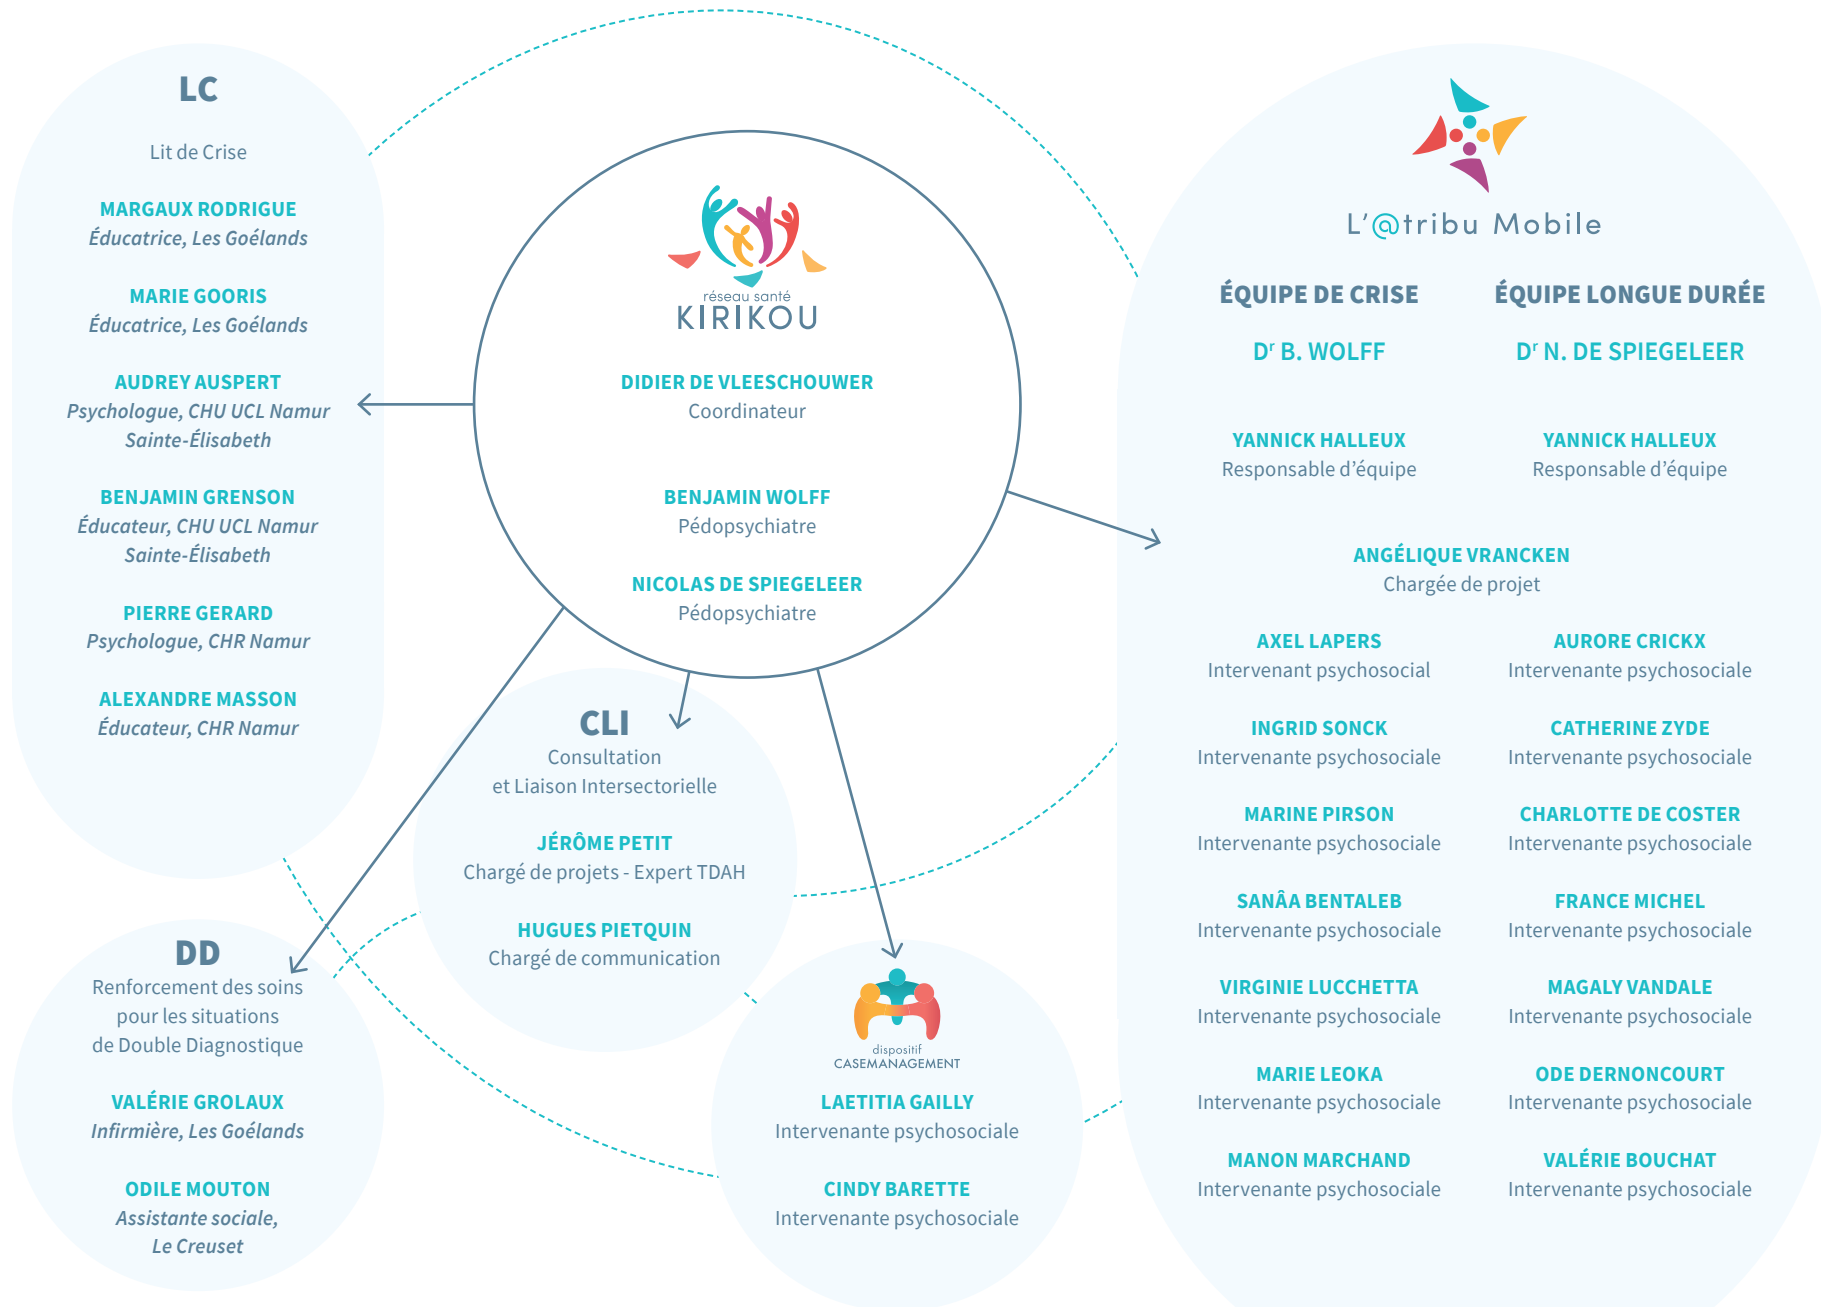 LC
Lit de Crise
MARGAUX RODRIGUE
Éducatrice, Les Goélands
MARIE GOORIS
Éducatrice, Les Goélands
AUDREY AUSPERT
Psychologue, CHU UCL Namur
Sainte-Élisabeth
BENJAMIN GRENSON
Éducateur, CHU UCL Namur
Sainte-Élisabeth
PIERRE GERARD
Psychologue, CHR Namur
ALEXANDRE MASSON
Éducateur, CHR Namur
réseau santé
KIRIKOU
DIDIER DE VLEESCHOUWER
Coordinateur
BENJAMIN WOLFF
Pédopsychiatre
NICOLAS DE SPIEGELEER
Pédopsychiatre
CLI
Consultation
et Liaison Intersectorielle
JÉRÔME PETIT
Chargé de projets - Expert TDAH
HUGUES PIETQUIN
Chargé de communication
DD
Renforcement des soins
pour les situations
de Double Diagnostique
VALÉRIE GROLAUX
Infirmière, Les Goélands
ODILE MOUTON
Assistante sociale,
Le Creuset
dispositif
CASEMANAGEMENT
LAETITIA GAILLY
Intervenante psychosociale
CINDY BARETTE
Intervenante psychosociale
L'@tribu Mobile
ÉQUIPE DE CRISE
Dr B. WOLFF
YANNICK HALLEUX
Responsable d'équipe
ÉQUIPE LONGUE DURÉE
Dr N. DE SPIEGELEER
YANNICK HALLEUX
Responsable d'équipe
ANGÉLIQUE VRANCKEN
Chargée de projet
AXEL LAPERS
Intervenant psychosocial
INGRID SONCK
Intervenante psychosociale
MARINE PIRSON
Intervenante psychosociale
SANÂA BENTALEB
Intervenante psychosociale
VIRGINIE LUCCHETTA
Intervenante psychosociale
MARIE LEOKA
Intervenante psychosociale
MANON MARCHAND
Intervenante psychosociale
AURORE CRICKX
Intervenante psychosociale
CATHERINE ZYDE
Intervenante psychosociale
CHARLOTTE DE COSTER
Intervenante psychosociale
FRANCE MICHEL
Intervenante psychosociale
MAGALY VANDALE
Intervenante psychosociale
ODE DERNONCOURT
Intervenante psychosociale
VALÉRIE BOUCHAT
Intervenante psychosociale